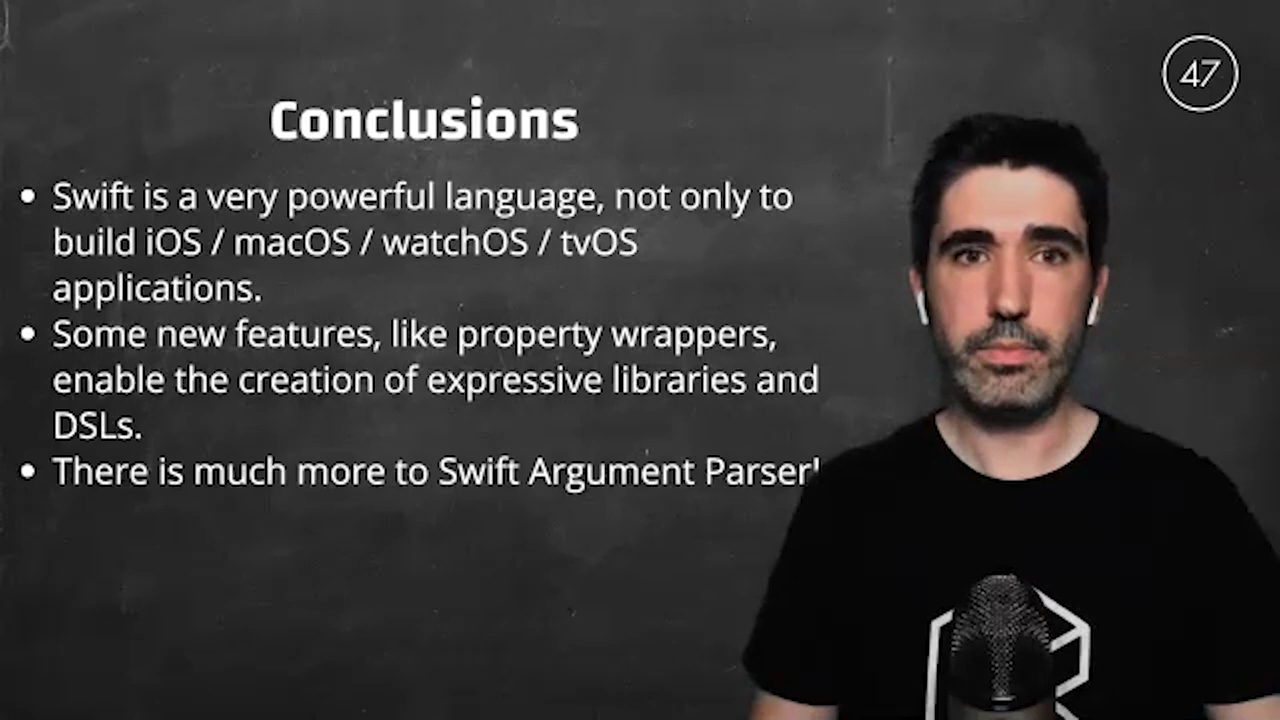 47
Conclusions
• Swift is a very powerful language, not only to
build iOS / macOS / watchOS / tvOS
applications.
• Some new features, like property wrappers,
enable the creation of expressive libraries and
DSLs.
• There is much more to Swift Argument Parser!